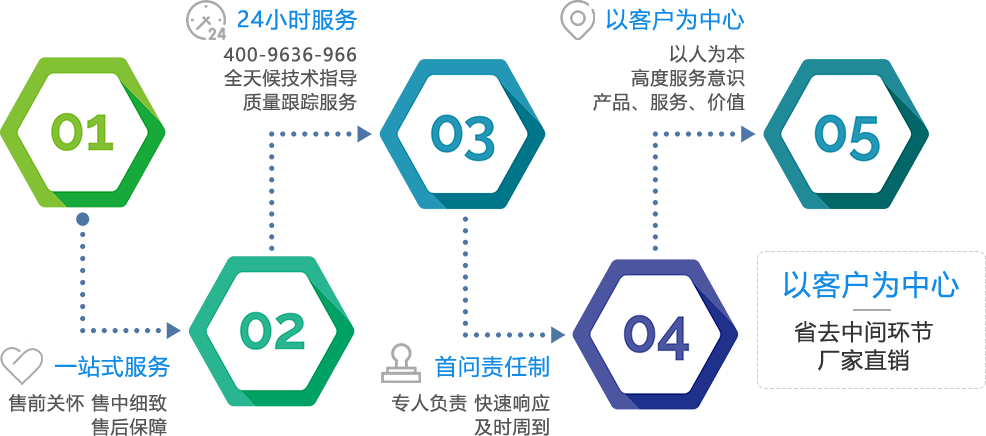 01
一站式服务
售前关怀 售中细致
售后保障
02
24
24小时服务
400-9636-966
全天候技术指导
质量跟踪服务
03
首问责任制
专人负责 快速响应
及时周到
04
以客户为中心
以人为本
高度服务意识
产品、服务、价值
05
以客户为中心
省去中间环节
厂家直销